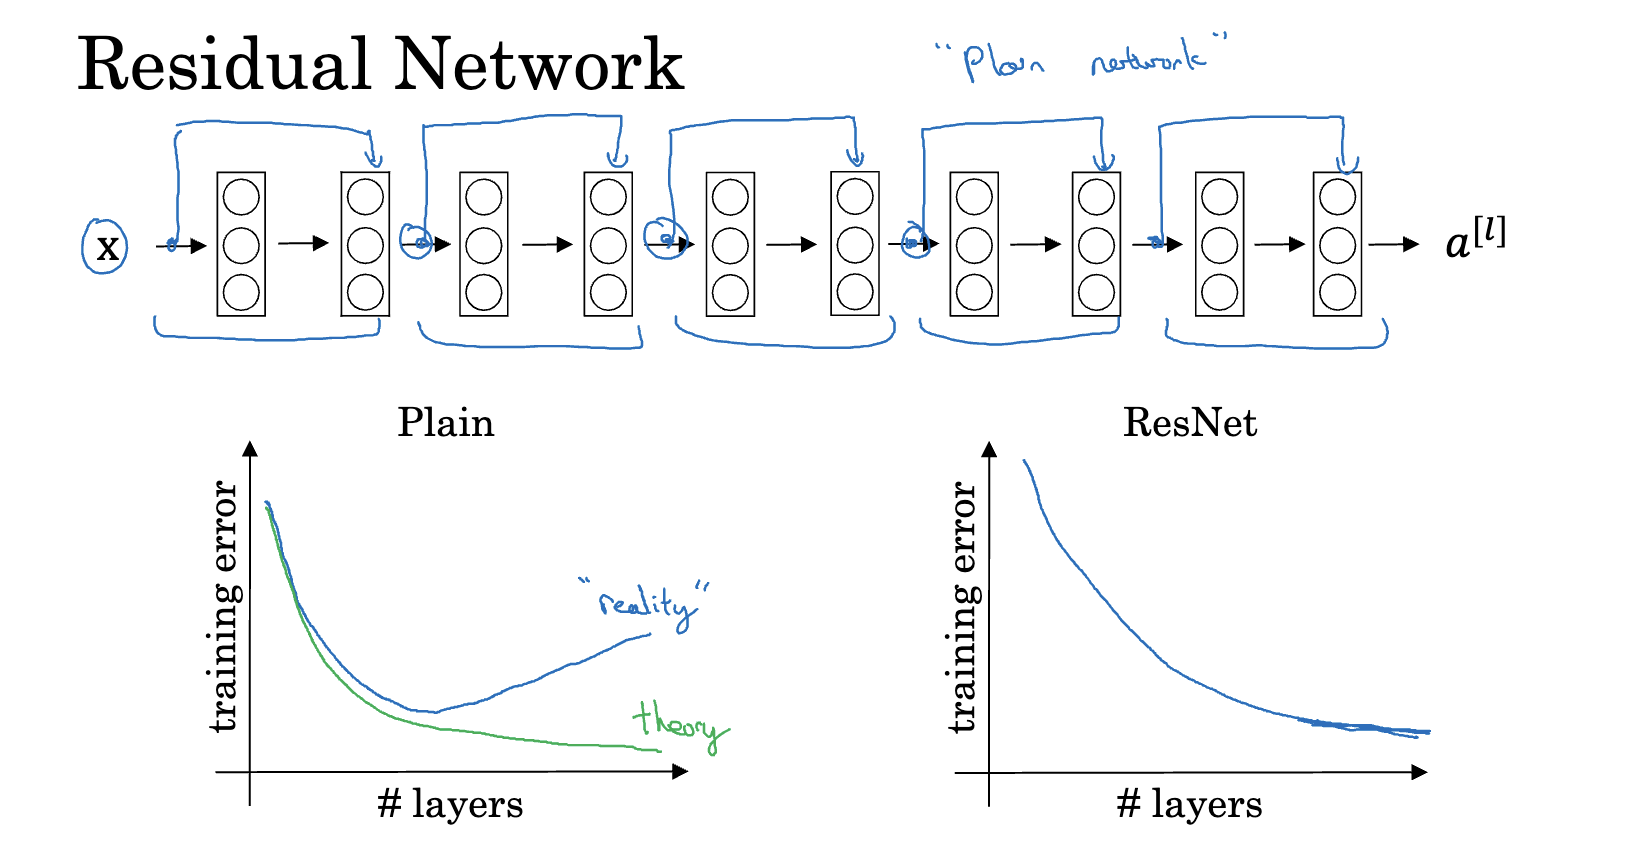 Residual Network
"Plain network"
x
a[l]
Plain
ResNet
training error
"reality"
theory
# layers
training error
# layers